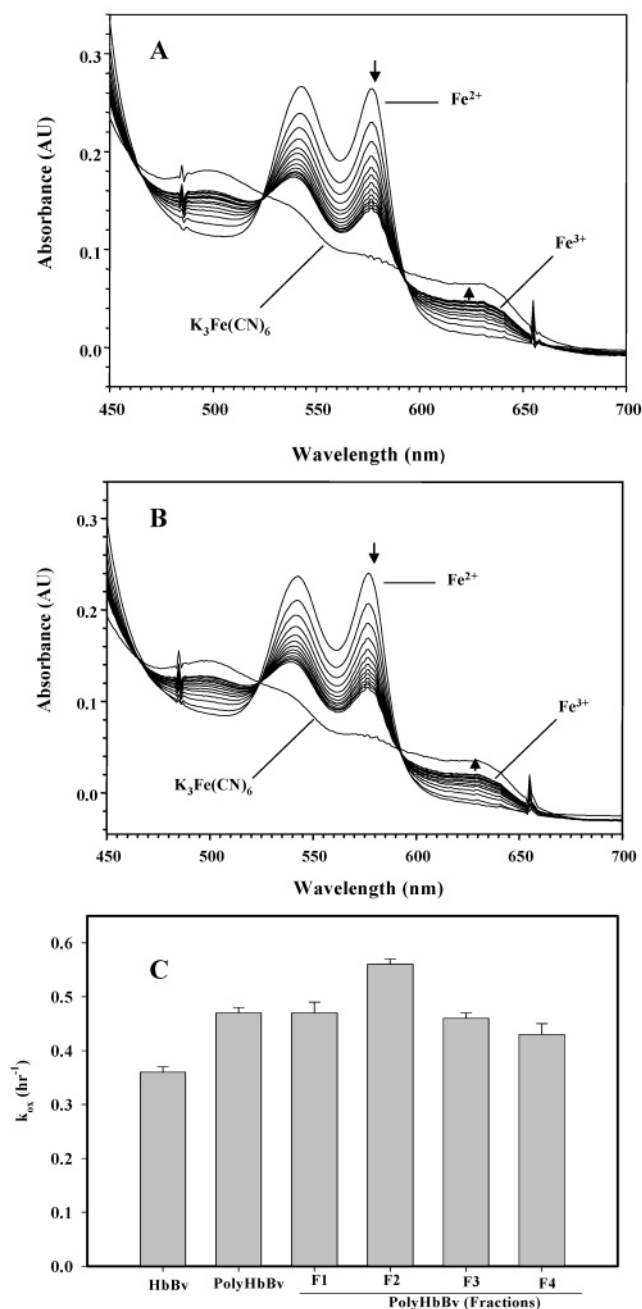 A
0.3
0.2
0.1
0.0
Absorbance (AU)
Fe²⁺
Fe³⁺
K₃Fe(CN)₆
450 500 550 600 650 700
Wavelength (nm)
B
0.3
0.2
0.1
0.0
Absorbance (AU)
Fe²⁺
Fe³⁺
K₃Fe(CN)₆
450 500 550 600 650 700
Wavelength (nm)
C
0.6
0.5
0.4
0.3
0.2
0.1
0.0
kₒₓ (hr⁻¹)
HbBv PolyHbBv F1 F2 F3 F4
PolyHbBv (Fractions)